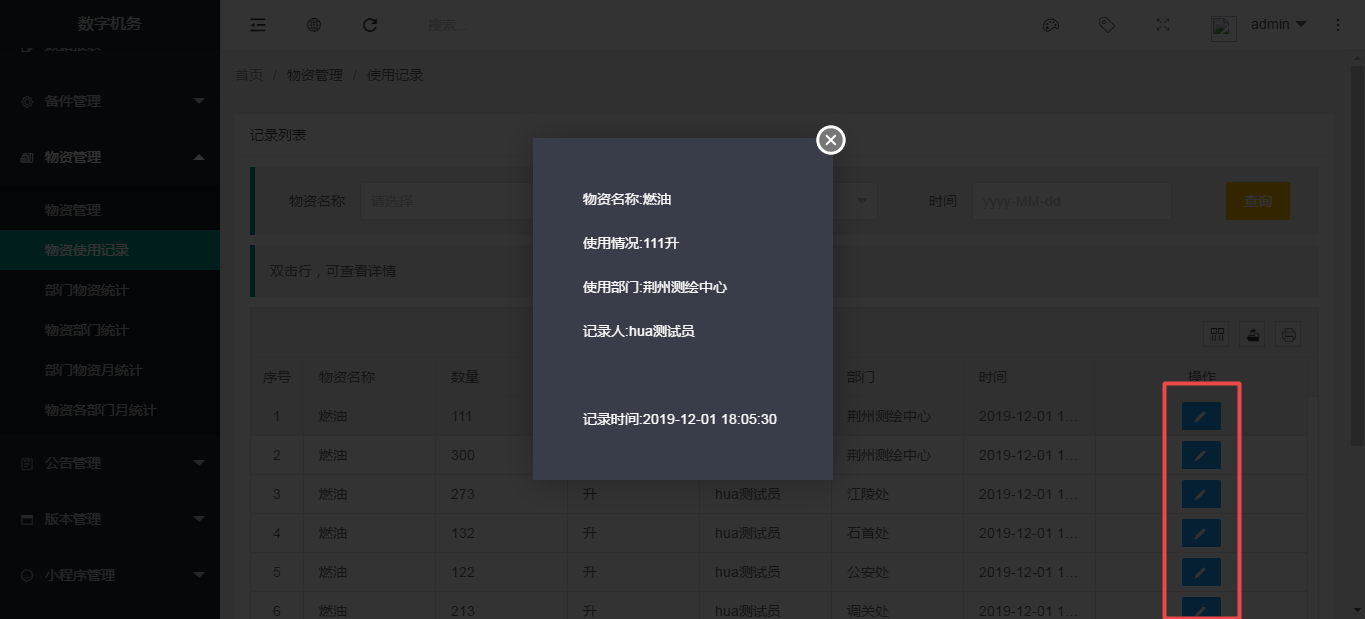 数字机务
搜索...
admin
首页 / 物资管理 / 使用记录
备件管理
物资管理
物资管理
物资使用记录
部门物资统计
物资部门统计
部门物资月统计
物资各部门月统计
公告管理
版本管理
小程序管理
记录列表
物资名称 请选择 时间 yyyy-MM-dd 查询
双击行，可查看详情
物资名称:燃油
使用情况:111升
使用部门:荆州测绘中心
记录人:hua测试员
记录时间:2019-12-01 18:05:30
序号 物资名称 数量 部门 时间 操作
1 燃油 111 荆州测绘中心 2019-12-01 1...
2 燃油 300 荆州测绘中心 2019-12-01 1...
3 燃油 273 升 hua测试员 江陵处 2019-12-01 1...
4 燃油 132 升 hua测试员 石首处 2019-12-01 1...
5 燃油 122 升 hua测试员 公安处 2019-12-01 1...
6 燃油 213 升 hua测试员 调关处 2019-12-01 1...